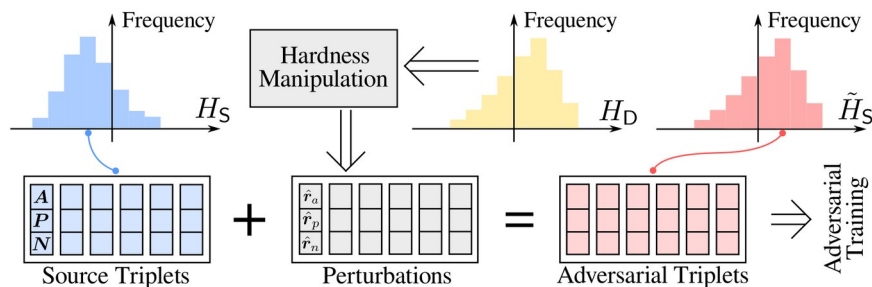 Frequency
H_S
Hardness
Manipulation
Frequency
H_D
Frequency
H̃_S
A
P
N
Source Triplets
+
r̂_a
r̂_p
r̂_n
Perturbations
=
Adversarial Triplets
Adversarial
Training